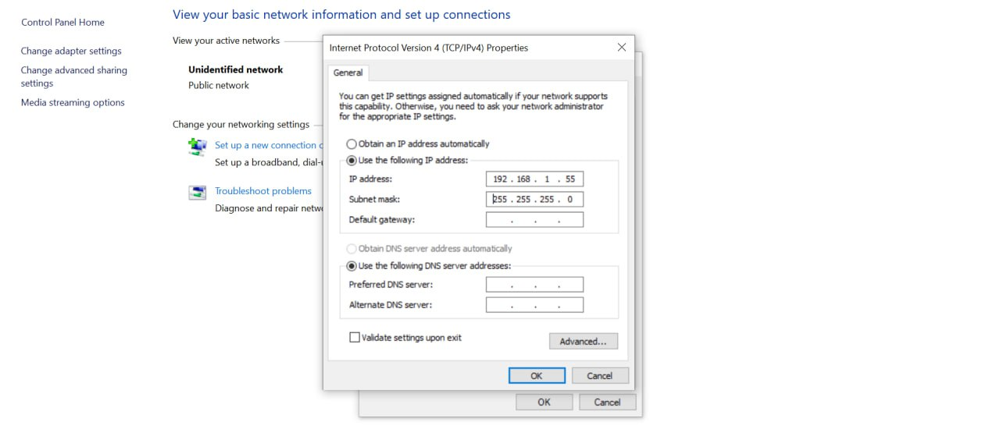 Control Panel Home
Change adapter settings
Change advanced sharing
settings
Media streaming options
View your basic network information and set up connections
View your active networks
Unidentified network
Public network
Change your networking settings
Set up a new connection
Set up a broadband, dial-
Troubleshoot problems
Diagnose and repair netw
Internet Protocol Version 4 (TCP/IPv4) Properties
General
You can get IP settings assigned automatically if your network supports
this capability. Otherwise, you need to ask your network administrator
for the appropriate IP settings.
Obtain an IP address automatically
Use the following IP address:
IP address: 192 . 168 . 1 . 55
Subnet mask: 255 . 255 . 255 . 0
Default gateway: . . .
Obtain DNS server address automatically
Use the following DNS server addresses:
Preferred DNS server: . . .
Alternate DNS server: . . .
Validate settings upon exit
Advanced...
OK Cancel
OK Cancel